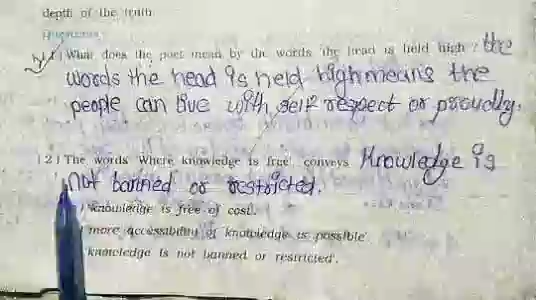 depth of the truth
Questions
1) What does the poet mean by the words 'the head is held high'? the
words the head is held high means the
people can live with self respect or proudly.
(2) The words 'Where knowledge is free' conveys Knowledge is
not banned or restricted.
'knowledge is free of cost.
more accessibility of knowledge is possible'.
'knowledge is not banned or restricted'.